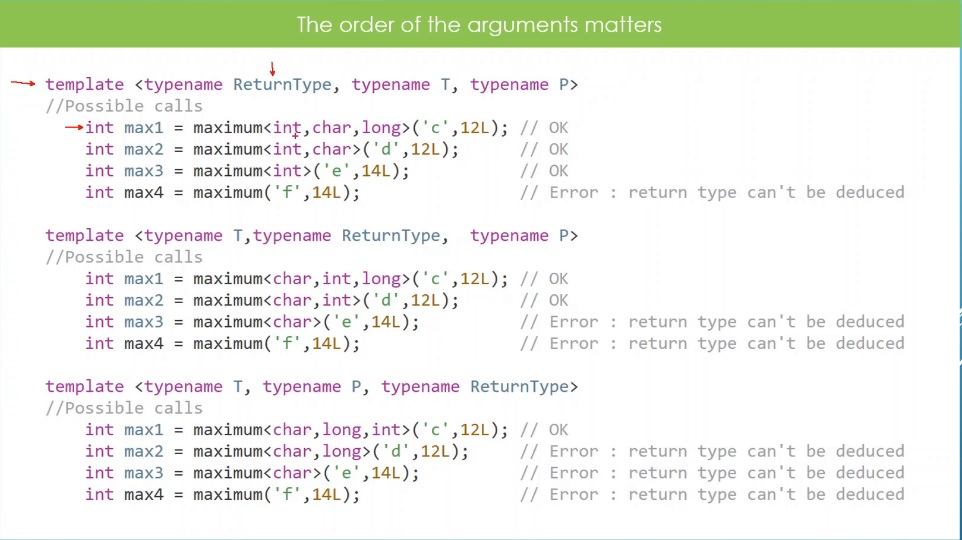 The order of the arguments matters
template <typename ReturnType, typename T, typename P>
//Possible calls
int max1 = maximum<int,char,long>('c',12L); // OK
int max2 = maximum<int,char>('d',12L); // OK
int max3 = maximum<int>('e',14L); // OK
int max4 = maximum('f',14L); // Error : return type can't be deduced
template <typename T,typename ReturnType, typename P>
//Possible calls
int max1 = maximum<char,int,long>('c',12L); // OK
int max2 = maximum<char,int>('d',12L); // OK
int max3 = maximum<char>('e',14L); // Error : return type can't be deduced
int max4 = maximum('f',14L); // Error : return type can't be deduced
template <typename T, typename P, typename ReturnType>
//Possible calls
int max1 = maximum<char,long,int>('c',12L); // OK
int max2 = maximum<char,long>('d',12L); // Error : return type can't be deduced
int max3 = maximum<char>('e',14L); // Error : return type can't be deduced
int max4 = maximum('f',14L); // Error : return type can't be deduced